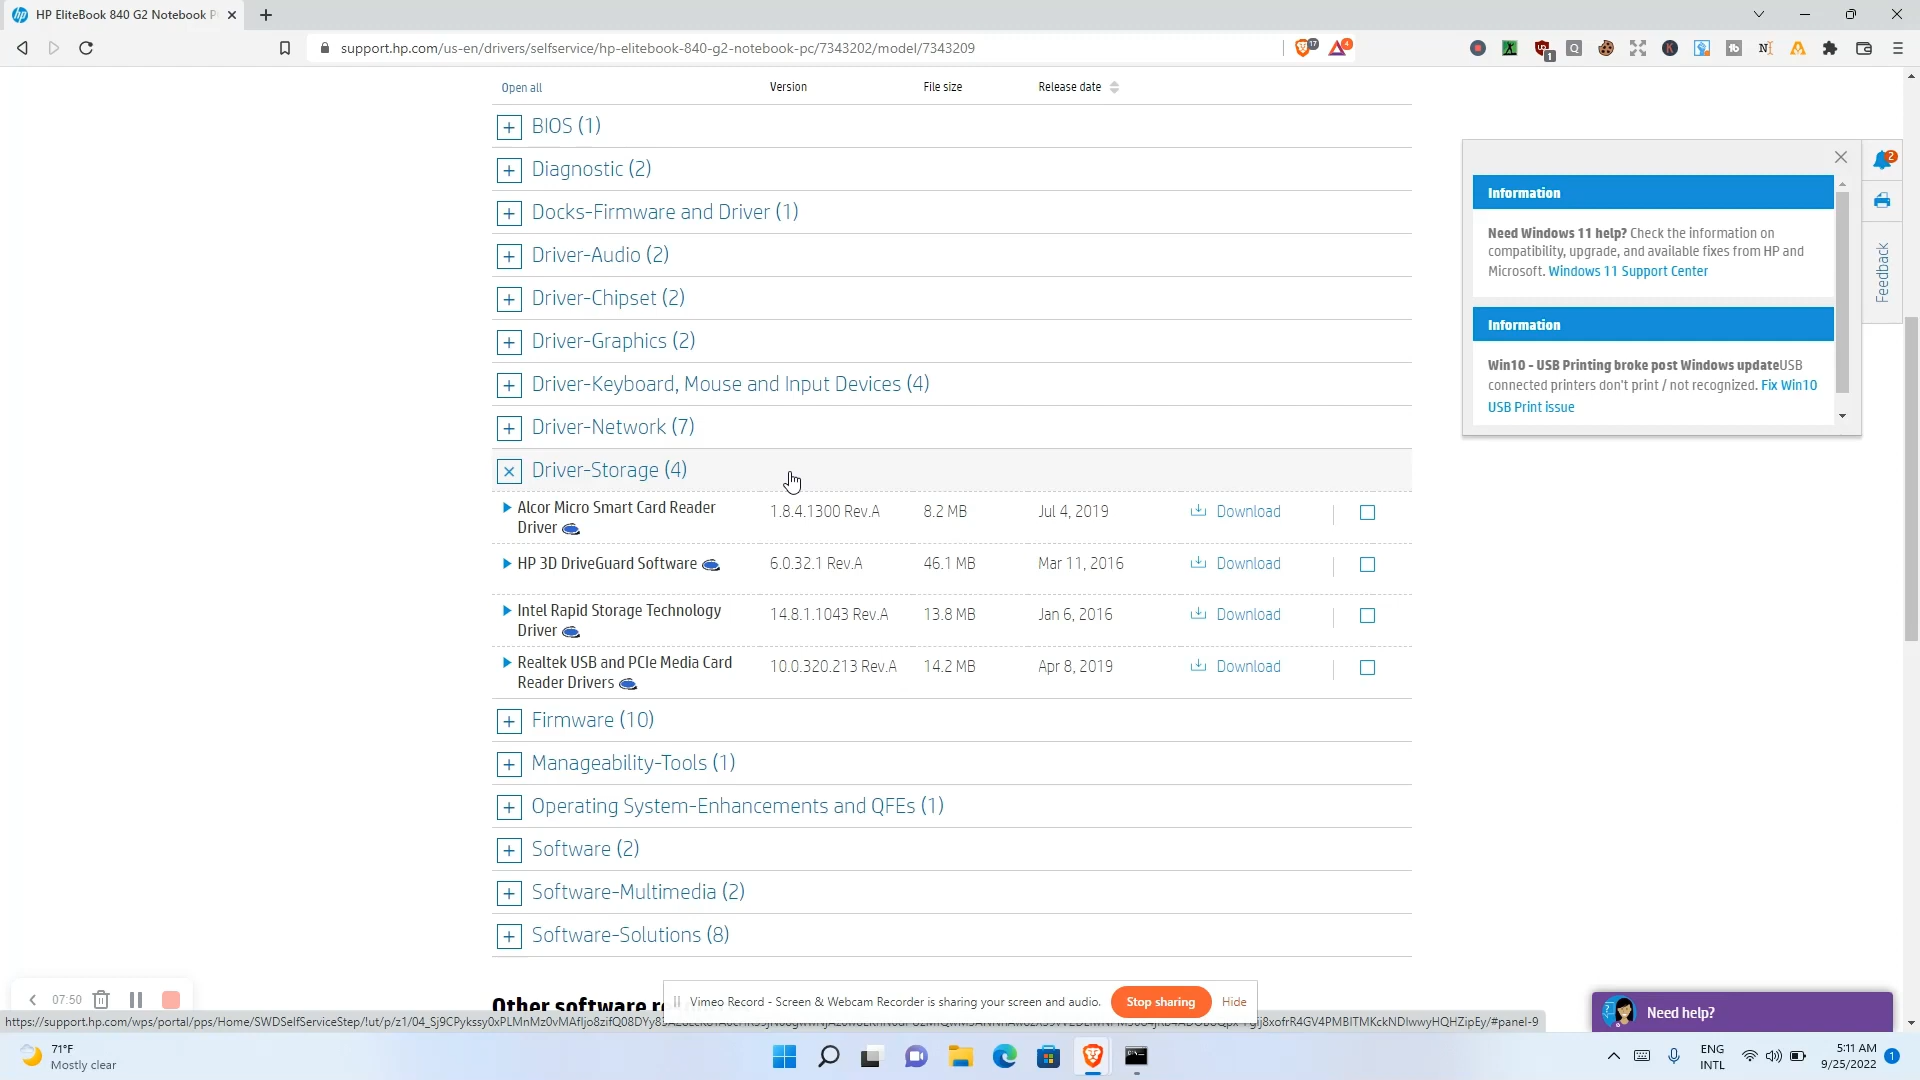 HP EliteBook 840 G2 Notebook P
support.hp.com/us-en/drivers/selfservice/hp-elitebook-840-g2-notebook-pc/7343202/model/7343209
17
4
1
Open all Version File size Release date
BIOS (1)
Diagnostic (2)
Docks-Firmware and Driver (1)
Driver-Audio (2)
Driver-Chipset (2)
Driver-Graphics (2)
Driver-Keyboard, Mouse and Input Devices (4)
Driver-Network (7)
Driver-Storage (4)
Alcor Micro Smart Card Reader
Driver
1.8.4.1300 Rev.A 8.2 MB Jul 4, 2019 Download
HP 3D DriveGuard Software 6.0.32.1 Rev.A 46.1 MB Mar 11, 2016 Download
Intel Rapid Storage Technology
Driver
14.8.1.1043 Rev.A 13.8 MB Jan 6, 2016 Download
Realtek USB and PCIe Media Card
Reader Drivers
10.0.320.213 Rev.A 14.2 MB Apr 8, 2019 Download
Firmware (10)
Manageability-Tools (1)
Operating System-Enhancements and QFEs (1)
Software (2)
Software-Multimedia (2)
Software-Solutions (8)
Information
Need Windows 11 help? Check the information on
compatibility, upgrade, and available fixes from HP and
Microsoft. Windows 11 Support Center
Information
Win10 - USB Printing broke post Windows updateUSB
connected printers don't print / not recognized. Fix Win10
USB Print issue
2
Feedback
Other software r
07:50
Vimeo Record - Screen & Webcam Recorder is sharing your screen and audio. Stop sharing Hide
Need help?
71°F
Mostly clear
ENG
INTL
5:11 AM
9/25/2022
1